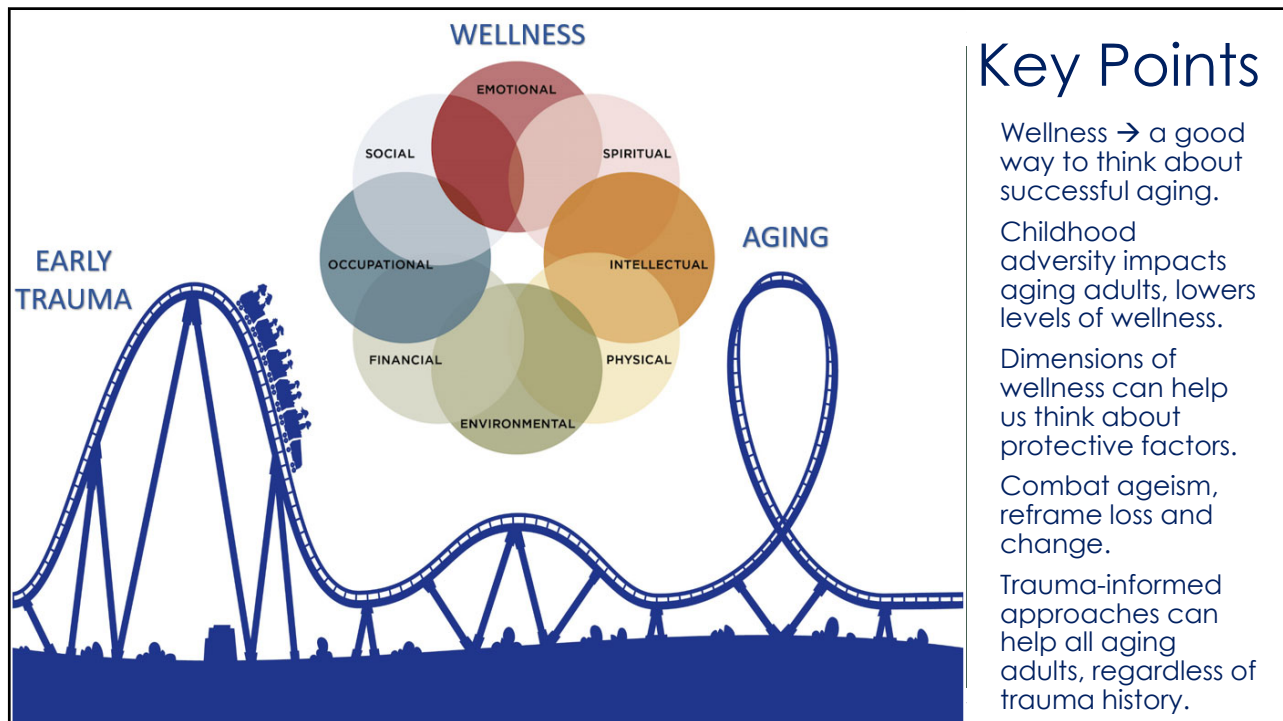 WELLNESS
EMOTIONAL
SOCIAL
SPIRITUAL
OCCUPATIONAL
INTELLECTUAL
FINANCIAL
PHYSICAL
ENVIRONMENTAL
EARLY
TRAUMA
AGING
Key Points
Wellness → a good
way to think about
successful aging.
Childhood
adversity impacts
aging adults, lowers
levels of wellness.
Dimensions of
wellness can help
us think about
protective factors.
Combat ageism,
reframe loss and
change.
Trauma-informed
approaches can
help all aging
adults, regardless of
trauma history.